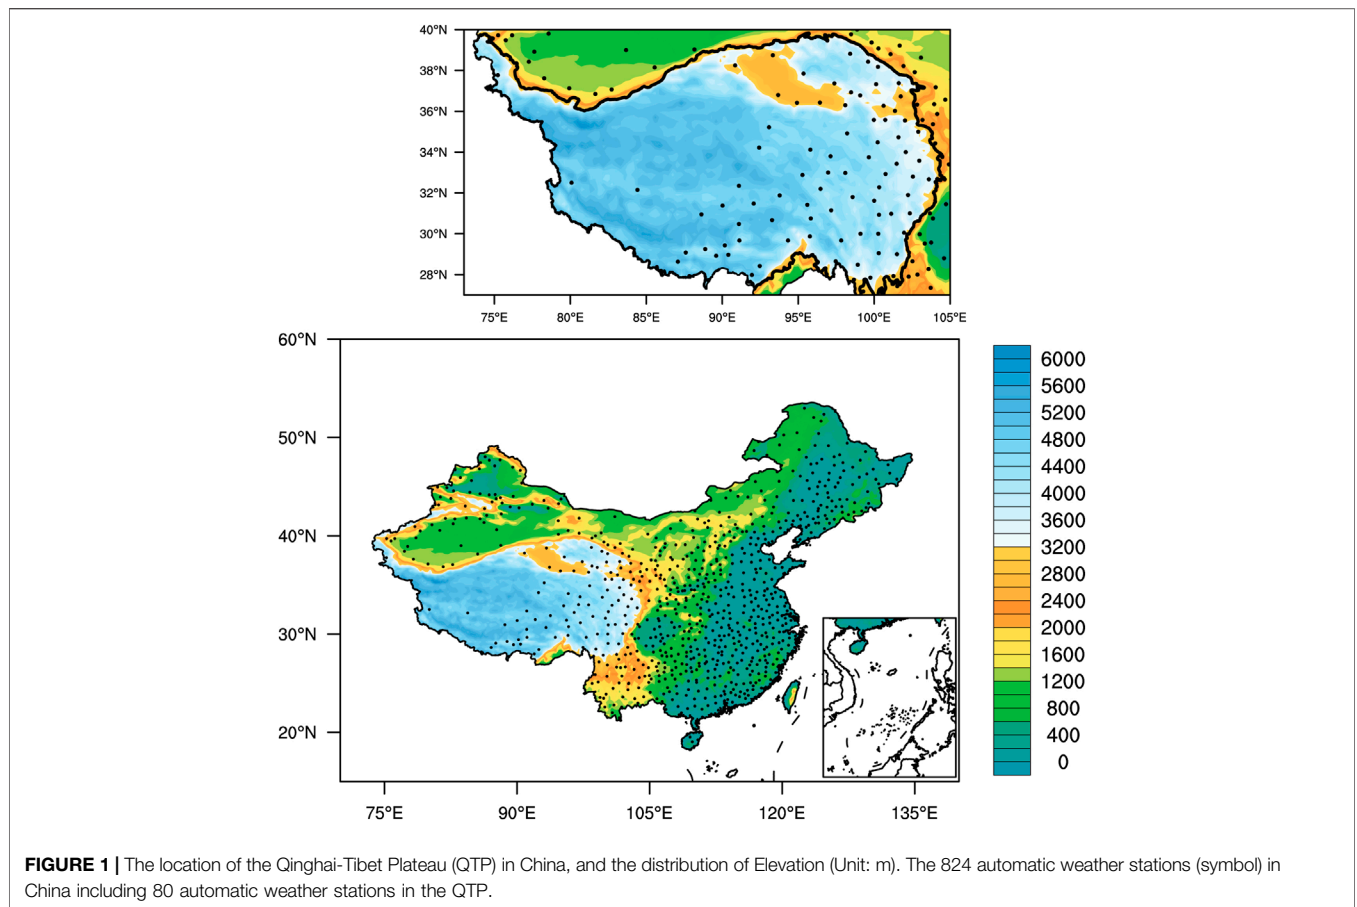 40°N
38°N
36°N
34°N
32°N
30°N
28°N
75°E 80°E 85°E 90°E 95°E 100°E 105°E
60°N
50°N
40°N
30°N
20°N
75°E 90°E 105°E 120°E 135°E
6000
5600
5200
4800
4400
4000
3600
3200
2800
2400
2000
1600
1200
800
400
0
FIGURE 1 | The location of the Qinghai-Tibet Plateau (QTP) in China, and the distribution of Elevation (Unit: m). The 824 automatic weather stations (symbol) in
China including 80 automatic weather stations in the QTP.